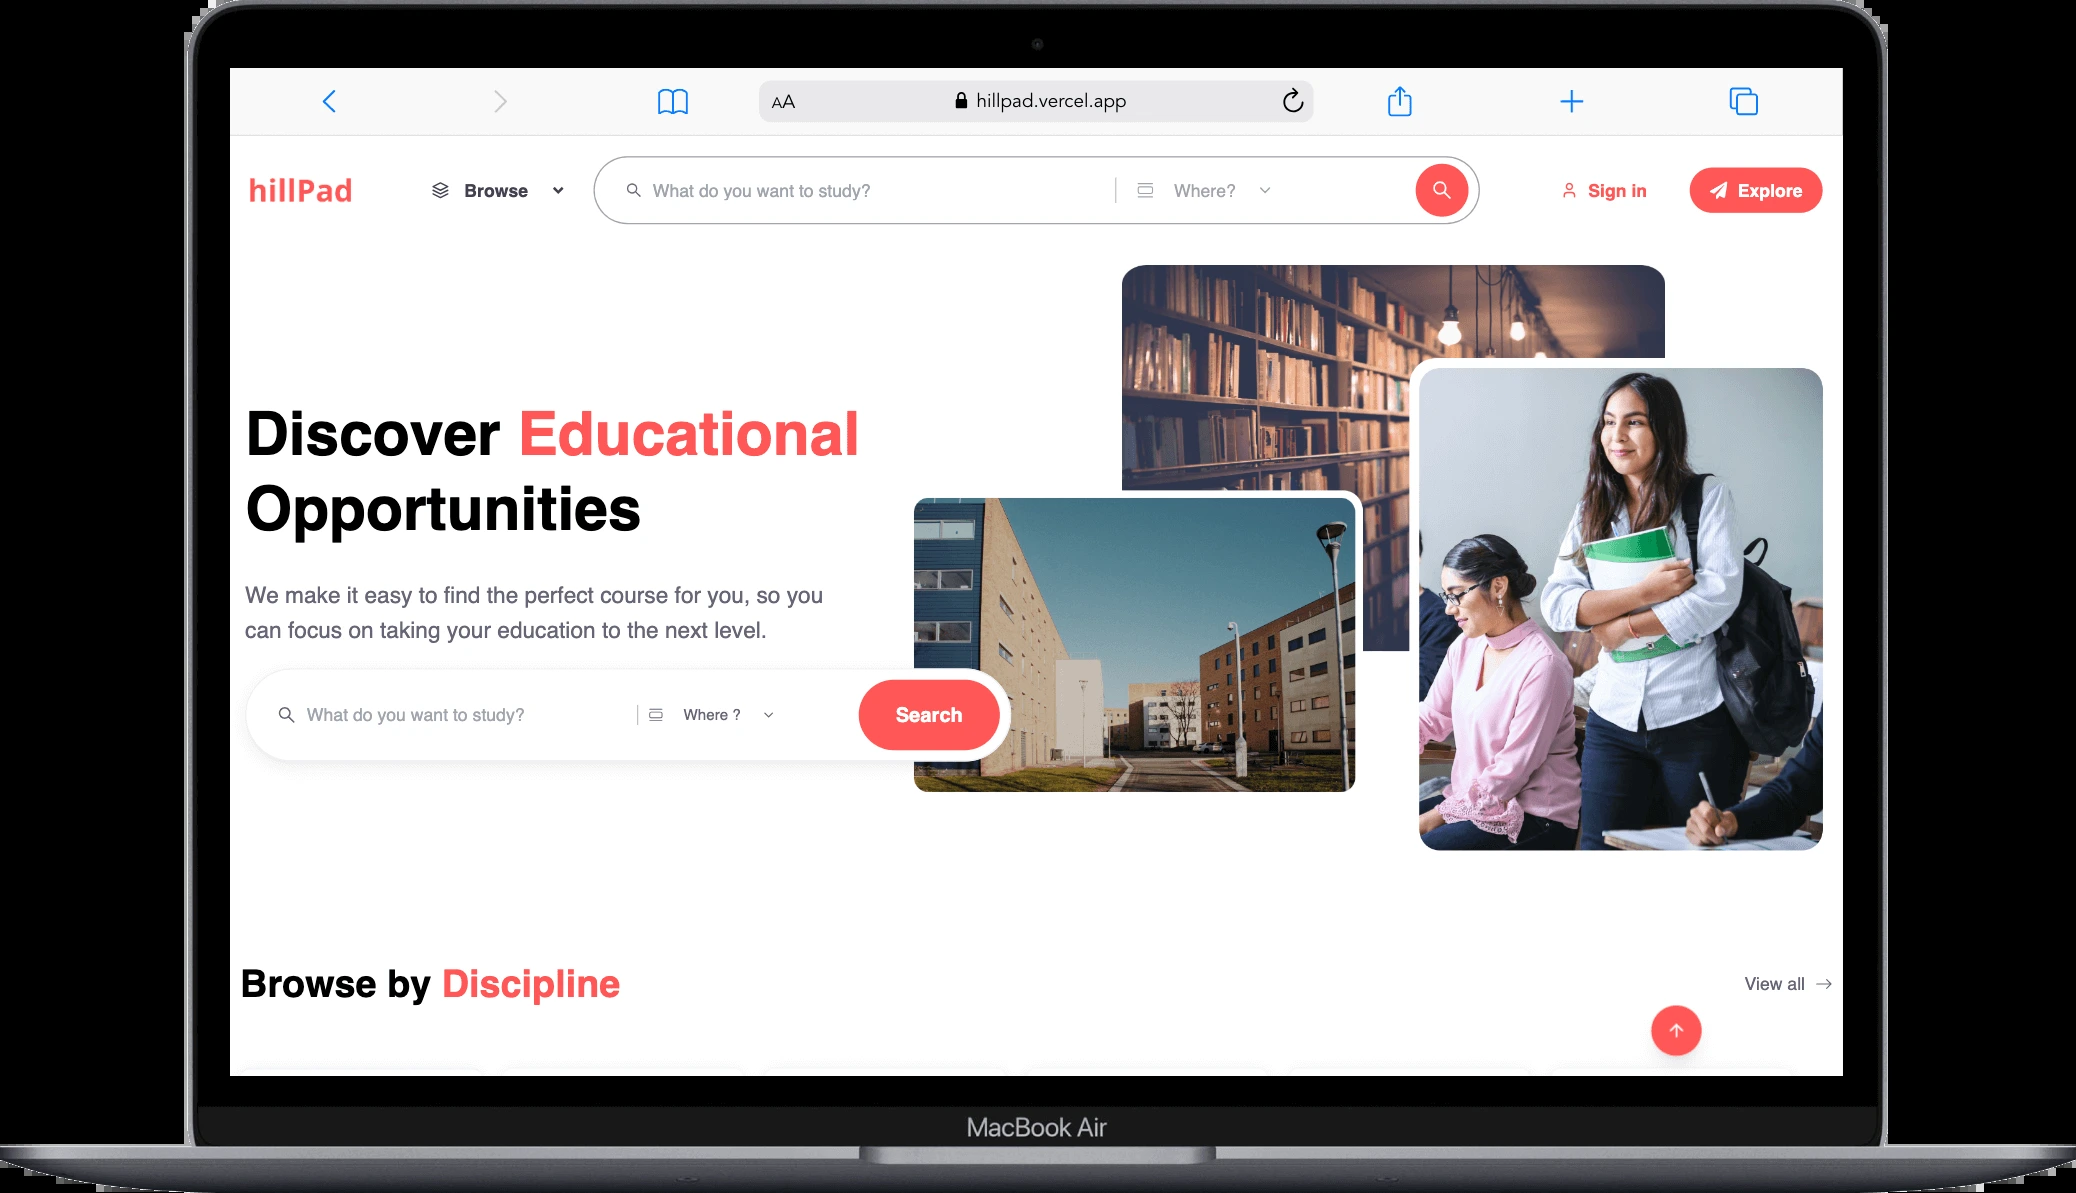 AA hillpad.vercel.app
hillPad Browse What do you want to study? Where? Sign in Explore
Discover Educational
Opportunities
We make it easy to find the perfect course for you, so you
can focus on taking your education to the next level.
What do you want to study? Where ? Search
Browse by Discipline View all
MacBook Air